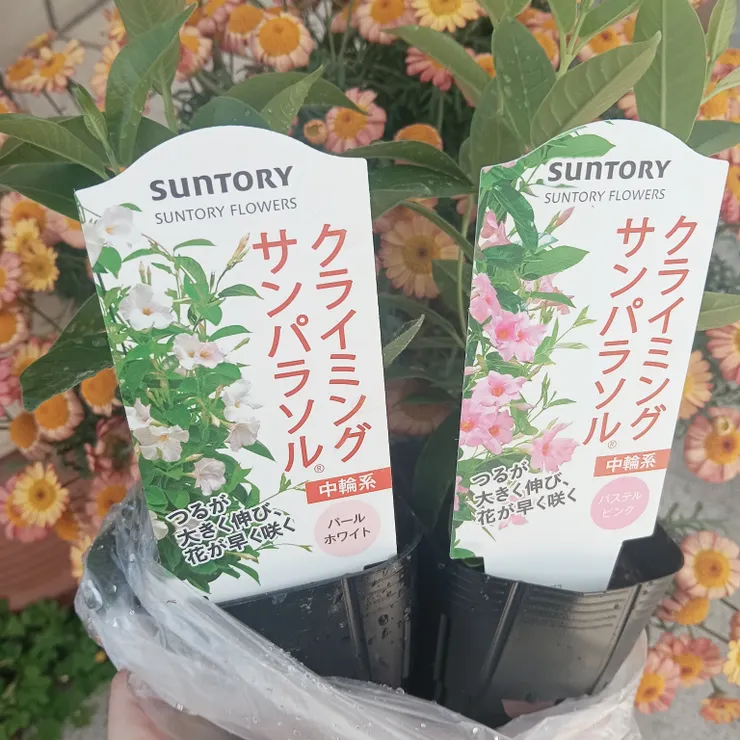 SUNTORY
SUNTORY FLOWERS
クライミング
サンパラソル®
中輪系
つるが
大きく伸び、
花が早く咲く
パール
ホワイト
SUNTORY
SUNTORY FLOWERS
クライミング
サンパラソル®
中輪系
つるが
大きく伸び、
花が早く咲く
パステル
ピンク